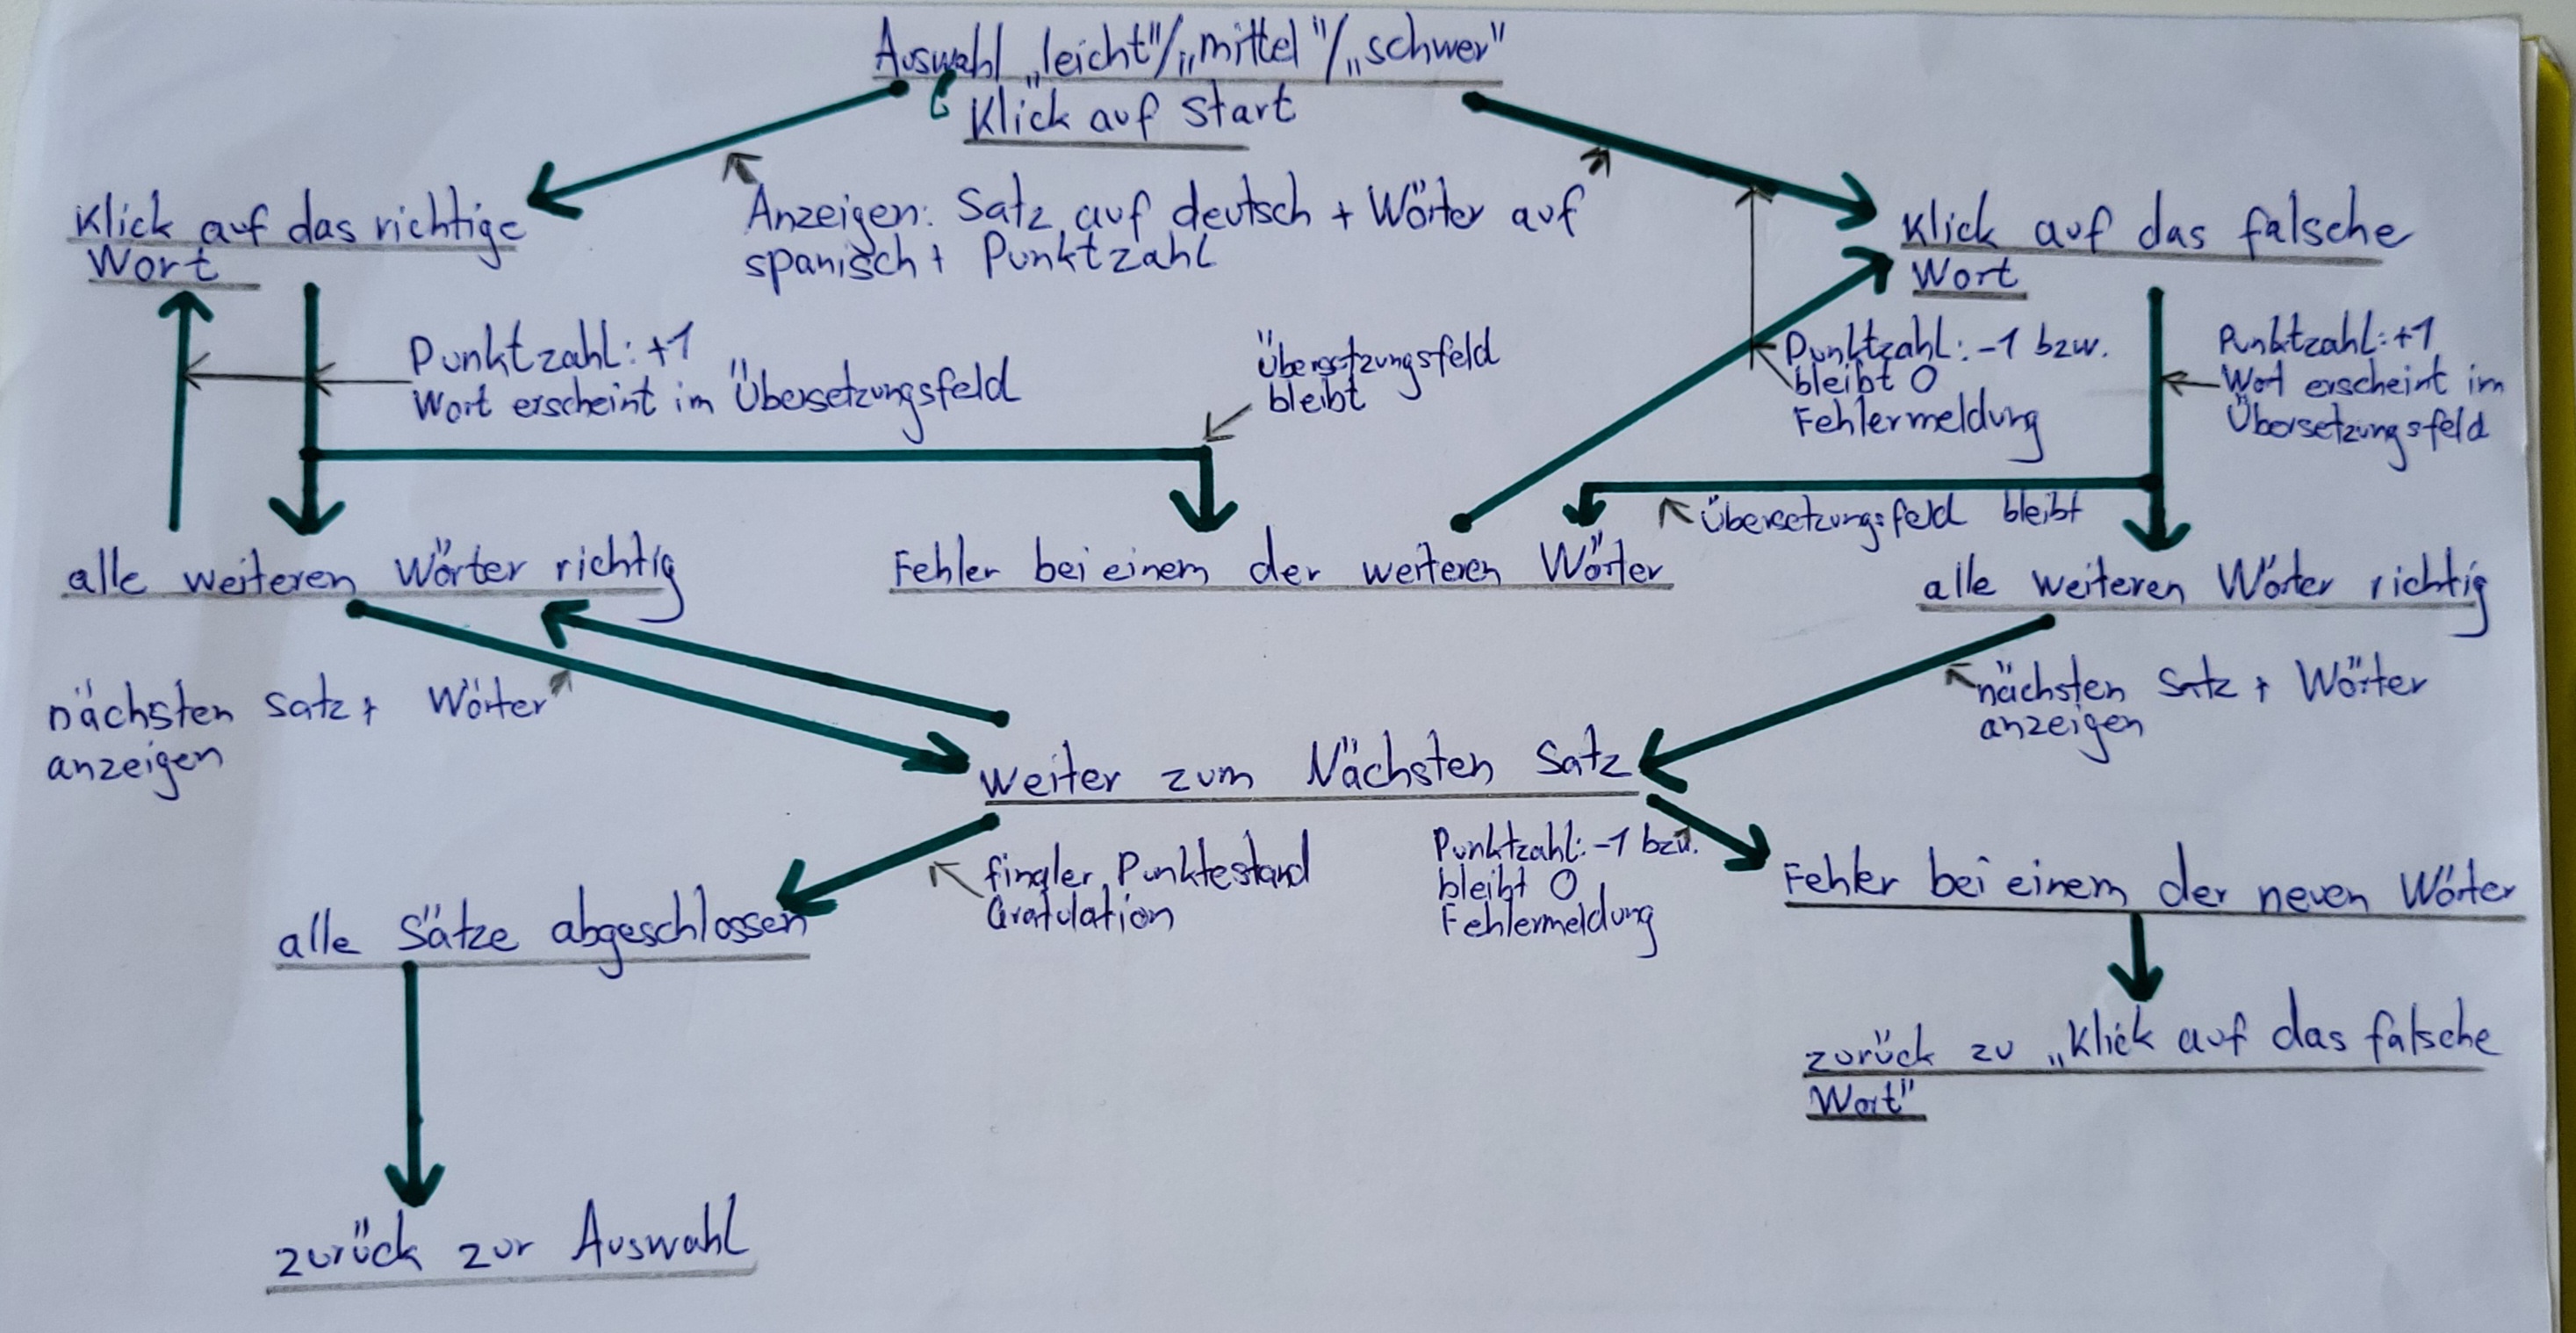 Auswahl „leicht"/„mittel"/„schwer"
Klick auf Start
Klick auf das richtige
Wort
Anzeigen: Satz auf deutsch + Wörter auf
spanisch + Punktzahl
Klick auf das falsche
Wort
Punktzahl: +1
Wort erscheint im Übersetzungsfeld
Übersetzungsfeld
bleibt
Punktzahl: -1 bzw.
bleibt 0
Fehlermeldung
Punktzahl: +1
Wort erscheint im
Übersetzungsfeld
Übersetzungsfeld bleibt
alle weiteren Wörter richtig
Fehler bei einem der weiteren Wörter
alle weiteren Wörter richtig
nächsten Satz + Wörter
anzeigen
nächsten Satz + Wörter
anzeigen
weiter zum Nächsten Satz
finaler Punktestand
Gratulation
Punktzahl: -1 bzw.
bleibt 0
Fehlermeldung
alle Sätze abgeschlossen
Fehler bei einem der neuen Wörter
zurück zu „Klick auf das falsche
Wort"
zurück zur Auswahl